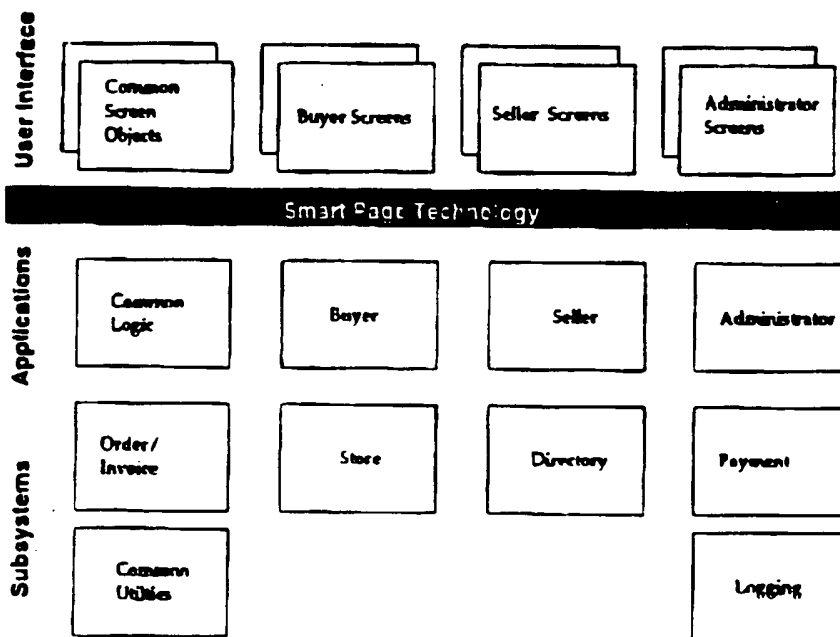 User Interface
Common
Screen
Objects
Buyer Screens
Seller Screens
Administrator
Screens
Smart Page Technology
Applications
Common
Logic
Buyer
Seller
Administrator
Subsystems
Order/
Invoice
Store
Directory
Payment
Common
Utilities
Logging